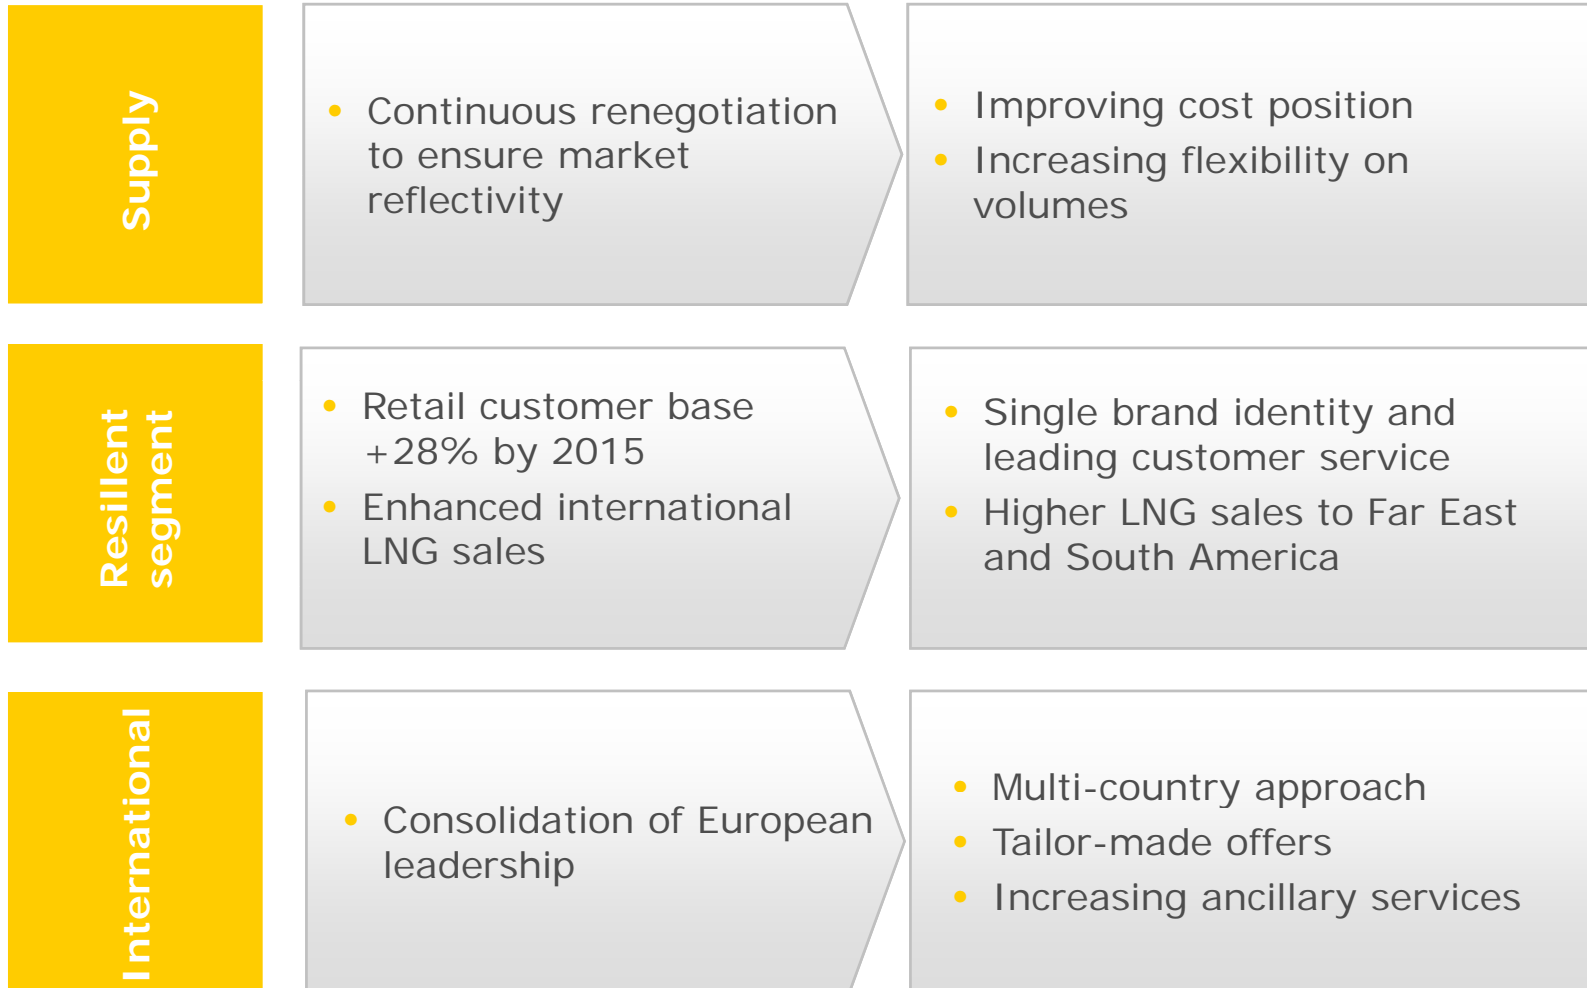 Supply
• Continuous renegotiation
to ensure market
reflectivity
• Improving cost position
• Increasing flexibility on
volumes
Resillent
segment
• Retail customer base
+28% by 2015
• Enhanced international
LNG sales
• Single brand identity and
leading customer service
• Higher LNG sales to Far East
and South America
International
• Consolidation of European
leadership
• Multi-country approach
• Tailor-made offers
• Increasing ancillary services